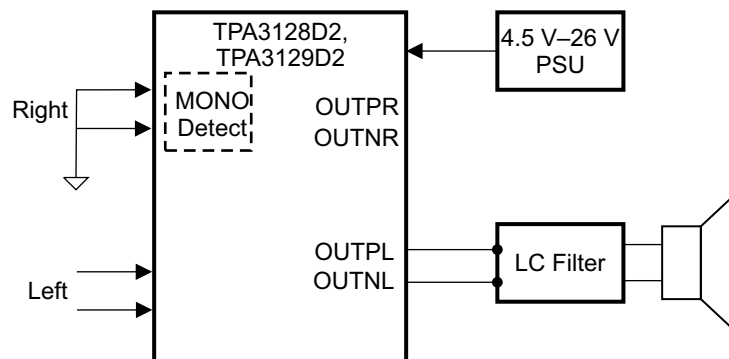 TPA3128D2,
TPA3129D2
4.5 V–26 V
PSU
Right
MONO
Detect
OUTPR
OUTNR
Left
OUTPL
OUTNL
LC Filter